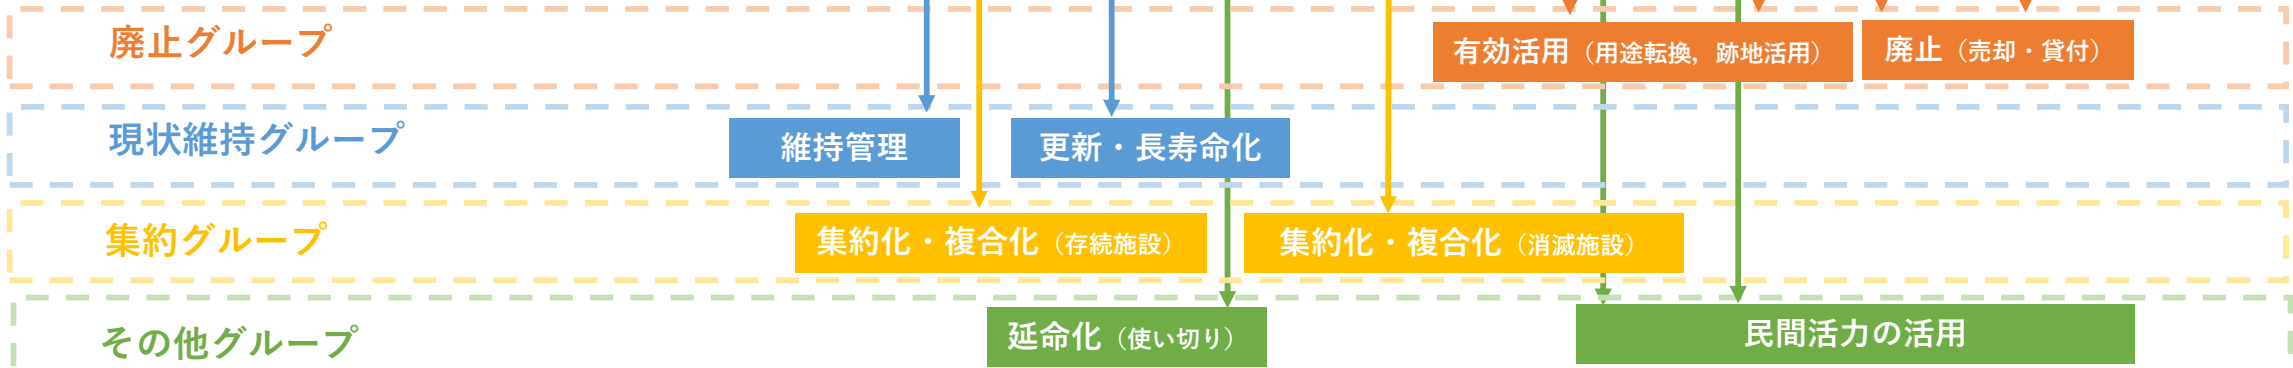 廃止グループ
有効活用（用途転換，跡地活用）
廃止（売却・貸付）
現状維持グループ
維持管理
更新・長寿命化
集約グループ
集約化・複合化（存続施設）
集約化・複合化（消滅施設）
その他グループ
延命化（使い切り）
民間活力の活用